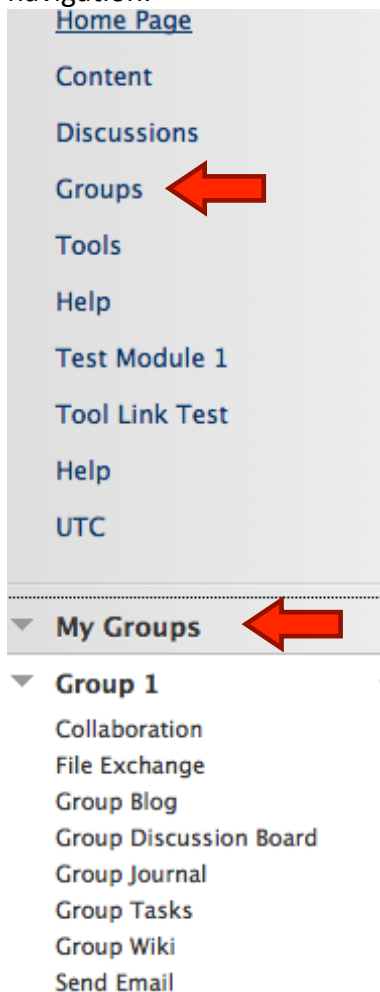 navigation.
Home Page
Content
Discussions
Groups
Tools
Help
Test Module 1
Tool Link Test
Help
UTC
My Groups
Group 1
Collaboration
File Exchange
Group Blog
Group Discussion Board
Group Journal
Group Tasks
Group Wiki
Send Email